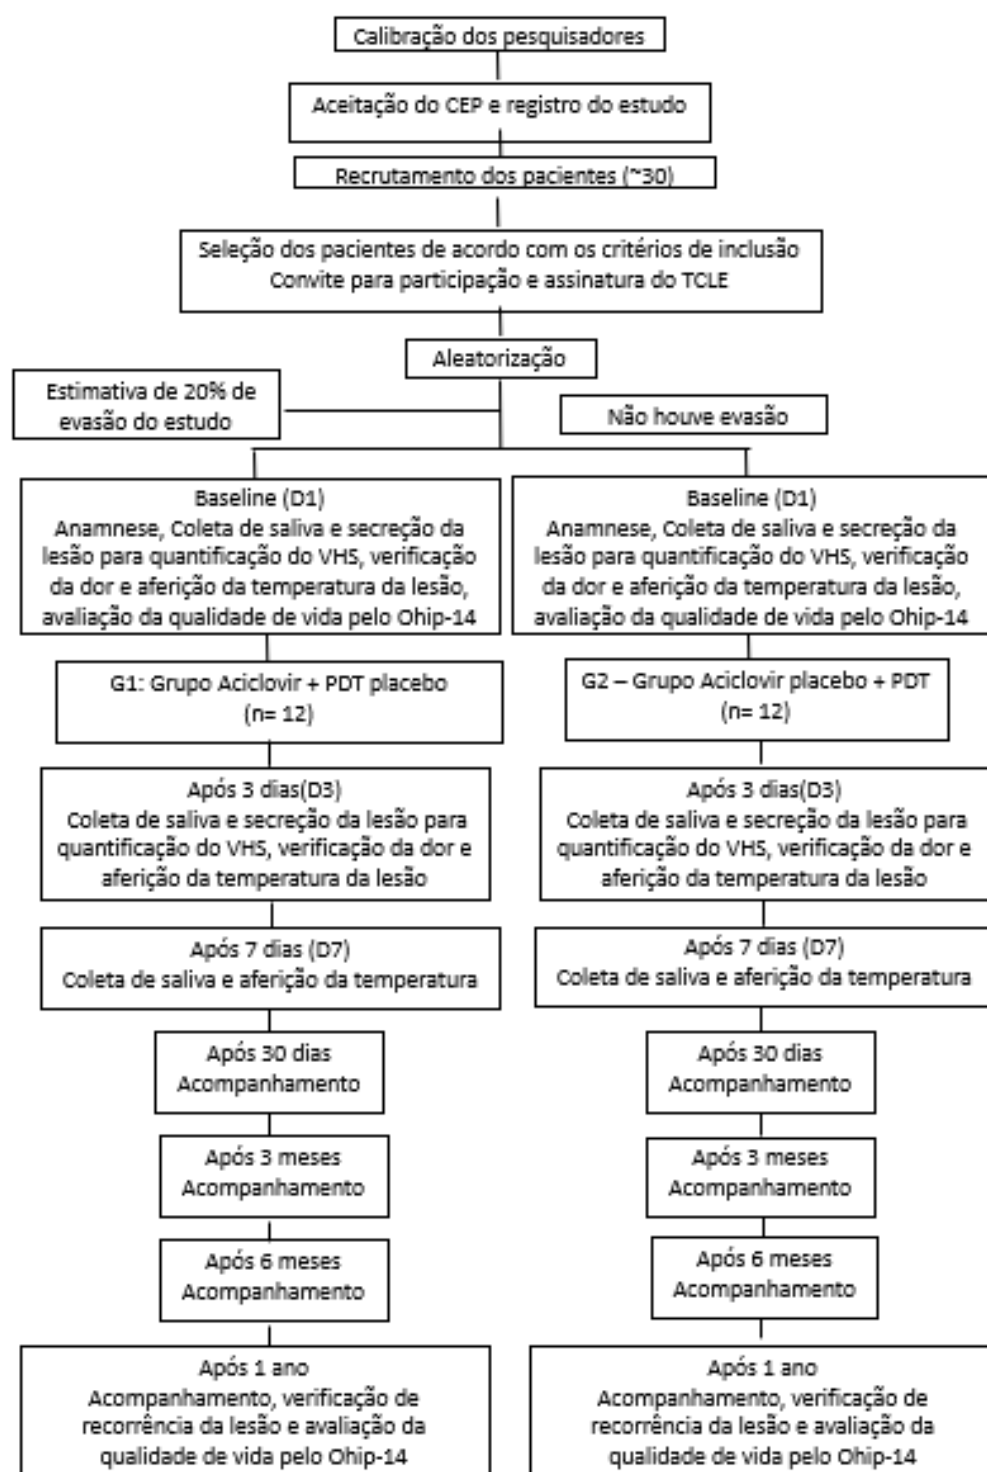 Calibração dos pesquisadores
Aceitação do CEP e registro do estudo
Recrutamento dos pacientes (~30)
Seleção dos pacientes de acordo com os critérios de inclusão
Convite para participação e assinatura do TCLE
Aleatorização
Estimativa de 20% de
evasão do estudo
Não houve evasão
Baseline (D1)
Anamnese, Coleta de saliva e secreção da
lesão para quantificação do VHS, verificação
da dor e aferição da temperatura da lesão,
avaliação da qualidade de vida pelo Ohip-14
Baseline (D1)
Anamnese, Coleta de saliva e secreção da
lesão para quantificação do VHS, verificação
da dor e aferição da temperatura da lesão,
avaliação da qualidade de vida pelo Ohip-14
G1: Grupo Aciclovir + PDT placebo
(n= 12)
G2 – Grupo Aciclovir placebo + PDT
(n= 12)
Após 3 dias(D3)
Coleta de saliva e secreção da lesão para
quantificação do VHS, verificação da dor e
aferição da temperatura da lesão
Após 3 dias(D3)
Coleta de saliva e secreção da lesão para
quantificação do VHS, verificação da dor e
aferição da temperatura da lesão
Após 7 dias (D7)
Coleta de saliva e aferição da temperatura
Após 7 dias (D7)
Coleta de saliva e aferição da temperatura
Após 30 dias
Acompanhamento
Após 30 dias
Acompanhamento
Após 3 meses
Acompanhamento
Após 3 meses
Acompanhamento
Após 6 meses
Acompanhamento
Após 6 meses
Acompanhamento
Após 1 ano
Acompanhamento, verificação de
recorrência da lesão e avaliação da
qualidade de vida pelo Ohip-14
Após 1 ano
Acompanhamento, verificação de
recorrência da lesão e avaliação da
qualidade de vida pelo Ohip-14